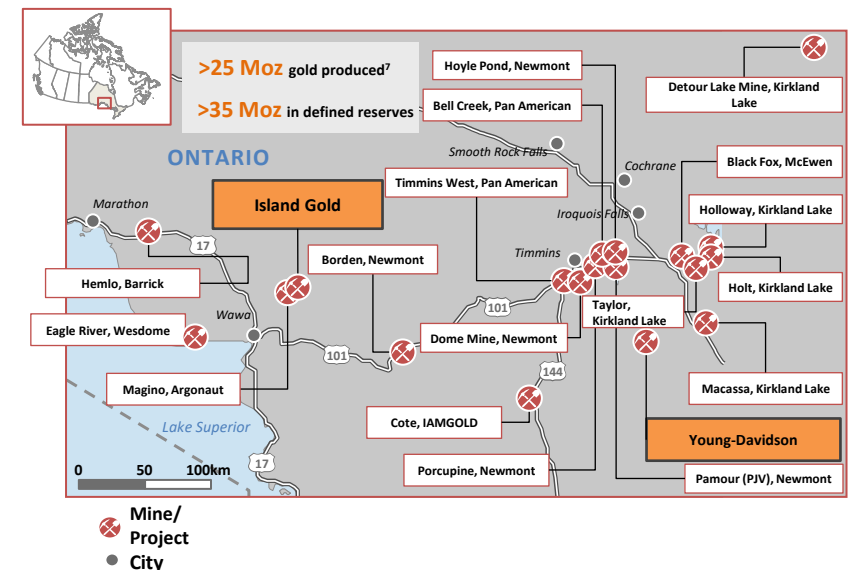 >25 Moz gold produced7
>35 Moz in defined reserves
ONTARIO
Hoyle Pond, Newmont
Bell Creek, Pan American
Detour Lake Mine, Kirkland
Lake
Smooth Rock Falls
Cochrane
Black Fox, McEwen
Timmins West, Pan American
Island Gold
Marathon
Iroquois Falls
Holloway, Kirkland Lake
17
Borden, Newmont
Timmins
Hemlo, Barrick
Holt, Kirkland Lake
101
Taylor,
Kirkland Lake
Wawa
Eagle River, Wesdome
Dome Mine, Newmont
101
144
Magino, Argonaut
Macassa, Kirkland Lake
Cote, IAMGOLD
Lake Superior
Young-Davidson
17
0 50 100km
Porcupine, Newmont
Pamour (PJV), Newmont
Mine/
Project
City